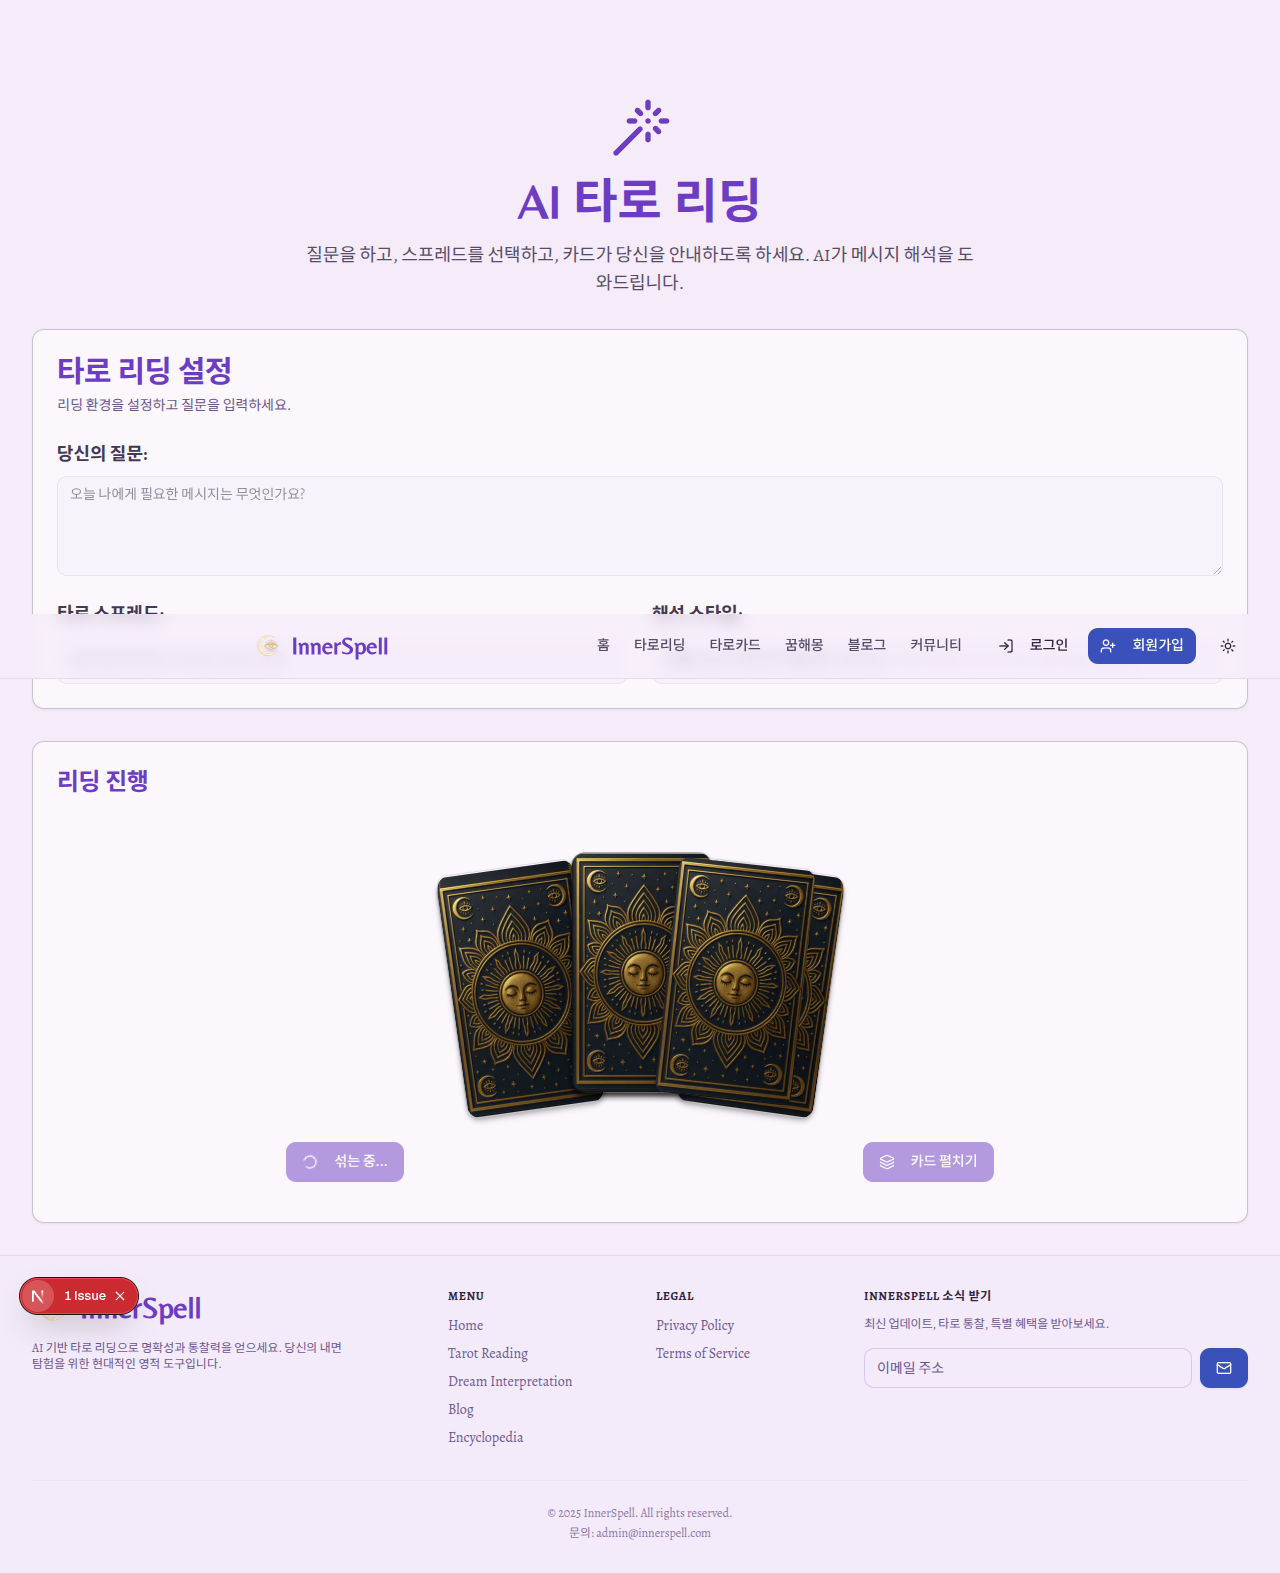 AI 타로 리딩
질문을 하고, 스프레드를 선택하고, 카드가 당신을 안내하도록 하세요. AI가 메시지 해석을 도
와드립니다.
타로 리딩 설정
리딩 환경을 설정하고 질문을 입력하세요.
당신의 질문:
오늘 나에게 필요한 메시지는 무엇인가요?
타로 스프레드:
해석 스타일:
InnerSpell
홈
타로리딩
타로카드
꿈해몽
블로그
커뮤니티
로그인
회원가입
리딩 진행
섞는 중...
카드 펼치기
1 Issue
InnerSpell
AI 기반 타로 리딩으로 명확성과 통찰력을 얻으세요. 당신의 내면
탐험을 위한 현대적인 영적 도구입니다.
MENU
Home
Tarot Reading
Dream Interpretation
Blog
Encyclopedia
LEGAL
Privacy Policy
Terms of Service
INNERSPELL 소식 받기
최신 업데이트, 타로 통찰, 특별 혜택을 받아보세요.
이메일 주소
© 2025 InnerSpell. All rights reserved.
문의: admin@innerspell.com